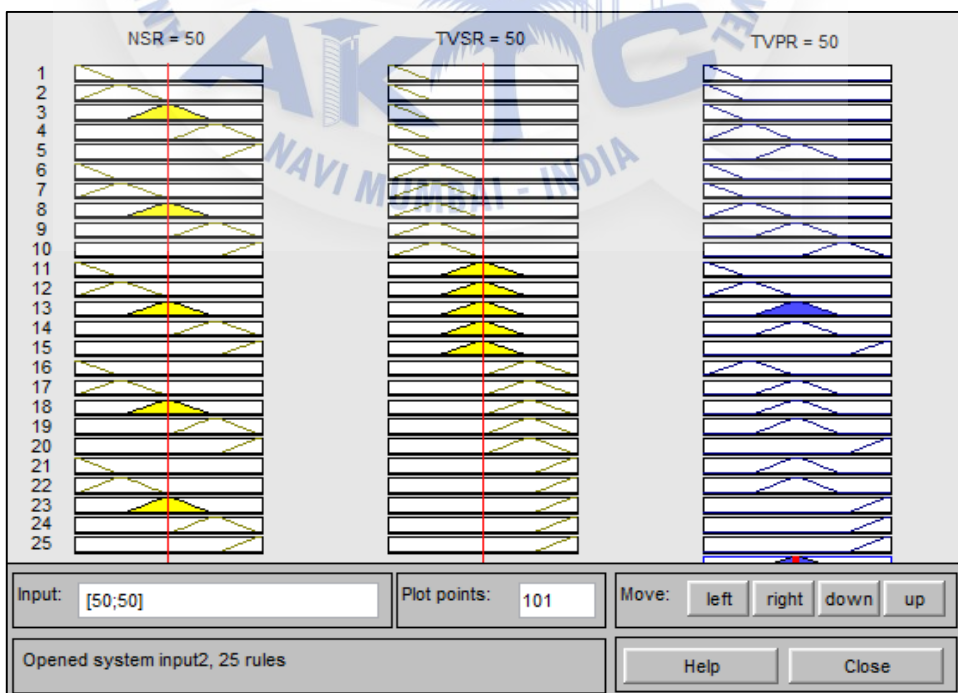 NSR = 50
TVSR = 50
TVPR = 50
1
2
3
4
5
6
7
8
9
10
11
12
13
14
15
16
17
18
19
20
21
22
23
24
25
AKTC
NAVI MUMBAI - INDIA
Input:
[50;50]
Plot points:
101
Move:
left
right
down
up
Opened system input2, 25 rules
Help
Close